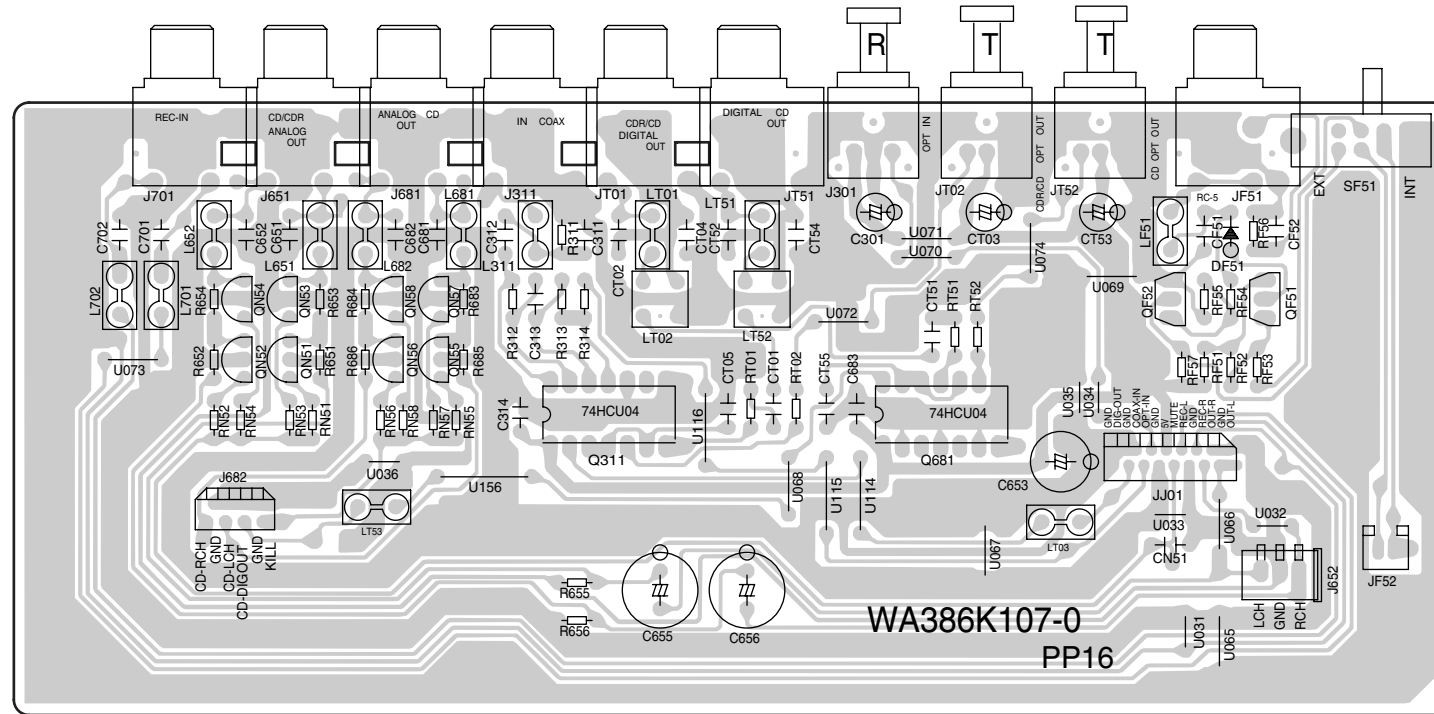 R T T
REC-IN
CD/CDR
ANALOG
OUT
ANALOG CD
OUT
IN COAX
CDR/CD
DIGITAL
OUT
DIGITAL CD
OUT
OPT IN
CDR/CD OPT OUT
CD OPT OUT
EXT
SF51
INT
J701
J651
J681
L681
J311
JT01
LT01
LT51
JT51
J301
JT02
JT52
RC-5
JF51
C702
C701
L652
C652
C651
C682
C681
C312
R311
C311
CT04
CT52
CT54
C301
U071
U070
CT03
U074
CT53
LF51
CF51
DF51
RF56
CF52
L651
L682
L311
CT02
U069
L702
L701
R654
QN54
QN53
R653
R684
QN58
QN57
R683
R312
C313
R313
R314
LT02
LT52
U072
CT51
RT51
RT52
QF52
RF55
RF54
QF51
U073
R652
QN52
QN51
R651
R686
QN56
QN55
R685
CT05
RT01
CT01
RT02
CT55
C683
RF57
RF51
RF52
RF53
RN52
RN54
RN53
RN51
RN56
RN58
RN57
RN55
C314
74HCU04
Q311
U116
74HCU04
Q681
U035
U034
GND
DIG-OUT
GND
COAX-IN
OPT-IN
GND
5V
MUTE
REC-L
GND
REC-R
OUT-R
GND
OUT-L
J682
U036
U156
U068
U115
U114
C653
JJ01
LT53
U067
LT03
U033
CN51
U066
U032
CD-RCH
GND
CD-LCH
CD-DIGOUT
GND
KILL
R655
R656
C655
C656
WA386K107-0
PP16
U031
U065
LCH
GND
RCH
J652
JF52